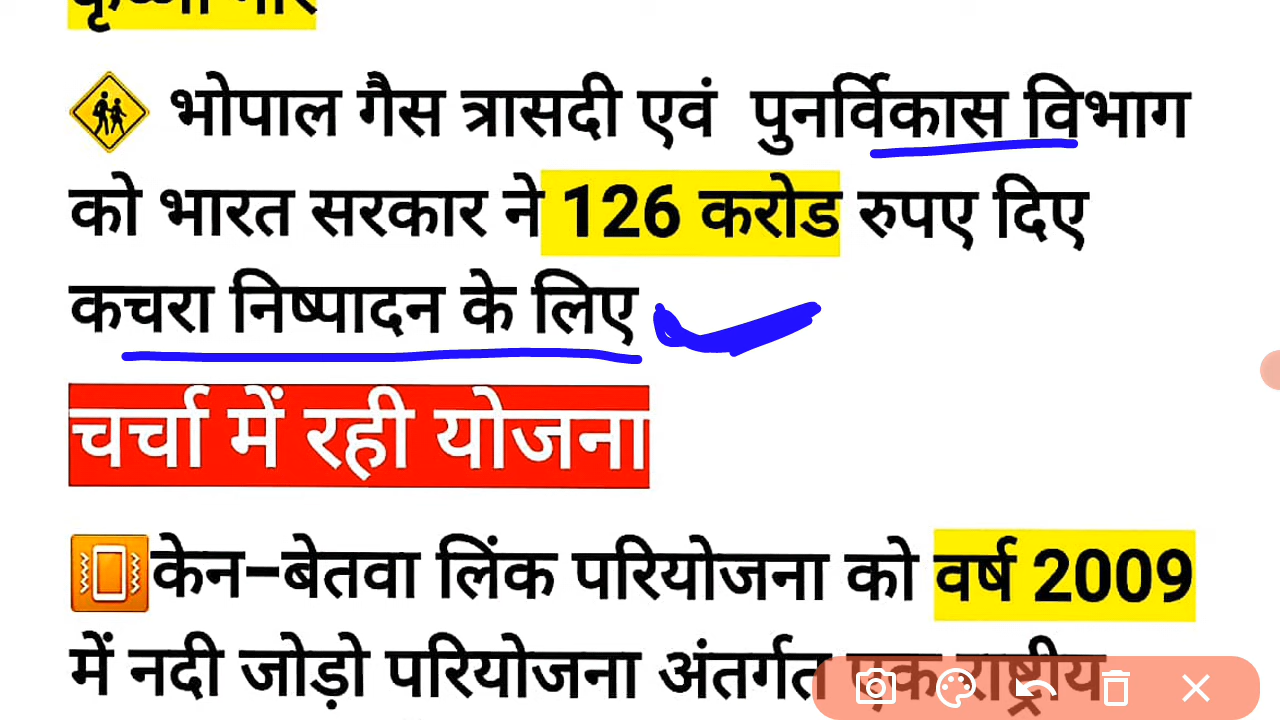 भोपाल गैस त्रासदी एवं पुनर्विकास विभाग
को भारत सरकार ने 126 करोड रुपए दिए
कचरा निष्पादन के लिए
चर्चा में रही योजना
केन–बेतवा लिंक परियोजना को वर्ष 2009
में नदी जोड़ो परियोजना अंतर्गत एक राष्ट्रीय